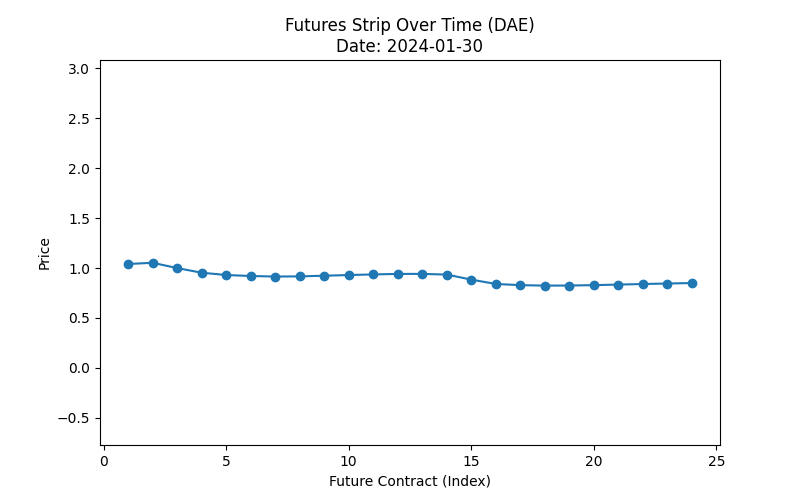 Futures Strip Over Time (DAE)
Date: 2024-01-30
3.0
2.5
2.0
1.5
1.0
0.5
0.0
−0.5
Price
0 5 10 15 20 25
Future Contract (Index)